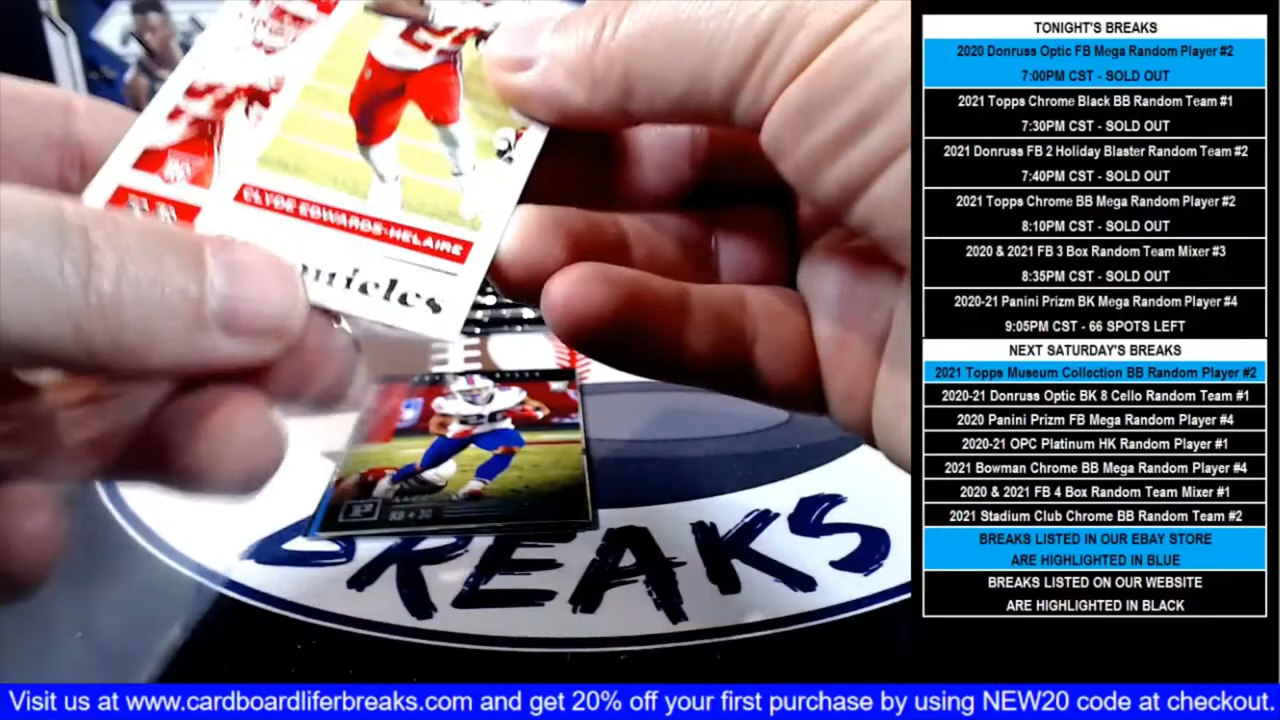 CLYDE EDWARDS-HELAIRE
RB • 20
BREAKS
TONIGHT'S BREAKS
2020 Donruss Optic FB Mega Random Player #2
7:00PM CST - SOLD OUT
2021 Topps Chrome Black BB Random Team #1
7:30PM CST - SOLD OUT
2021 Donruss FB 2 Holiday Blaster Random Team #2
7:40PM CST - SOLD OUT
2021 Topps Chrome BB Mega Random Player #2
8:10PM CST - SOLD OUT
2020 & 2021 FB 3 Box Random Team Mixer #3
8:35PM CST - SOLD OUT
2020-21 Panini Prizm BK Mega Random Player #4
9:05PM CST - 66 SPOTS LEFT
NEXT SATURDAY'S BREAKS
2021 Topps Museum Collection BB Random Player #2
2020-21 Donruss Optic BK 8 Cello Random Team #1
2020 Panini Prizm FB Mega Random Player #4
2020-21 OPC Platinum HK Random Player #1
2021 Bowman Chrome BB Mega Random Player #4
2020 & 2021 FB 4 Box Random Team Mixer #1
2021 Stadium Club Chrome BB Random Team #2
BREAKS LISTED IN OUR EBAY STORE
ARE HIGHLIGHTED IN BLUE
BREAKS LISTED ON OUR WEBSITE
ARE HIGHLIGHTED IN BLACK
Visit us at www.cardboardliferbreaks.com and get 20% off your first purchase by using NEW20 code at checkout.